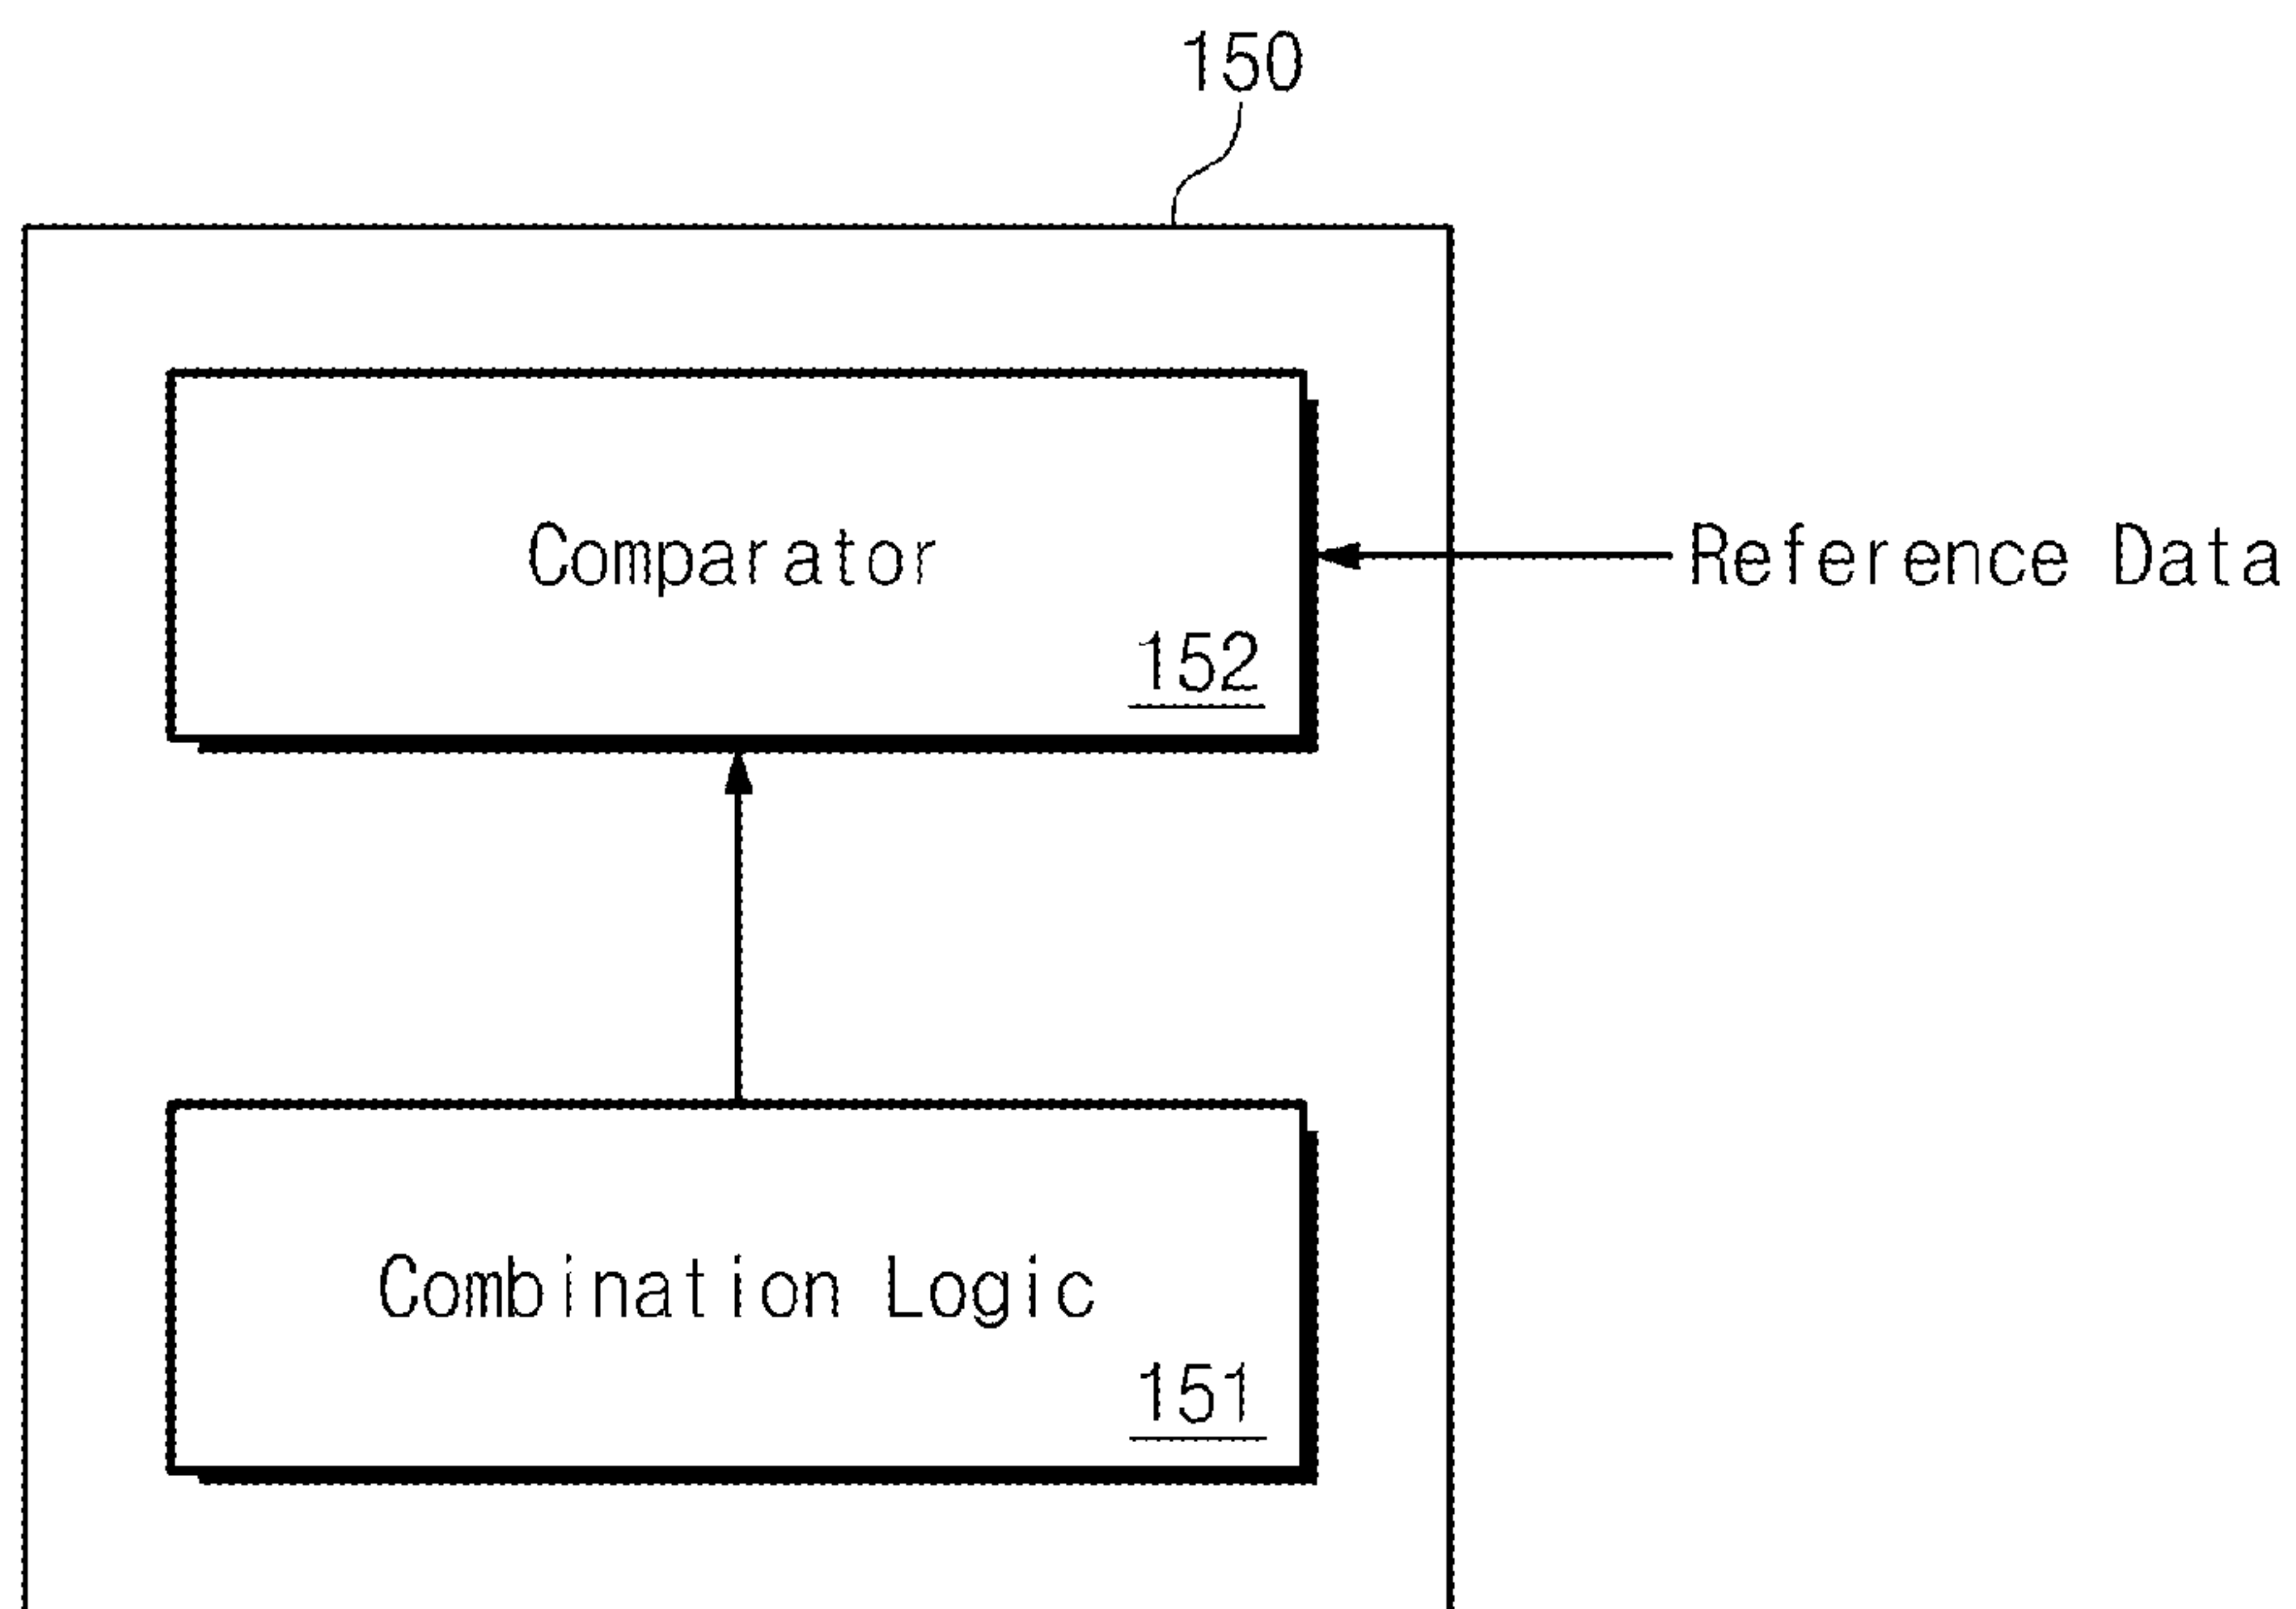 150
Comparator
Reference Data
152
Combination Logic
151